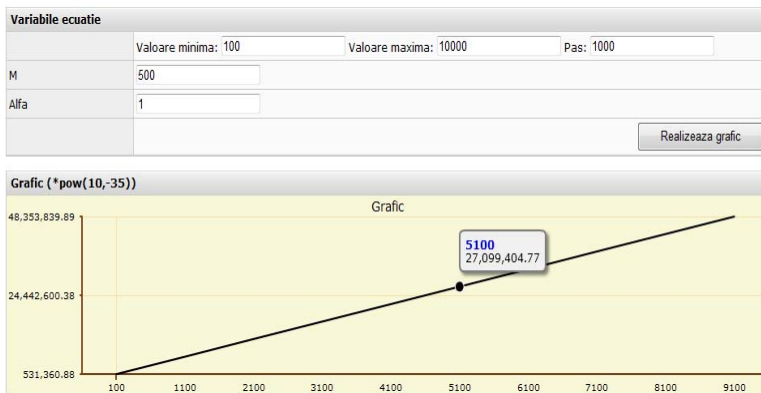 Variabile ecuatie
Valoare minima: 100 Valoare maxima: 10000 Pas: 1000
M 500
Alfa 1
Realizeaza grafic
Grafic (*pow(10,-35))
Grafic
48,353,839.89
5100
27,099,404.77
24,442,600.38
531,360.88
100 1100 2100 3100 4100 5100 6100 7100 8100 9100